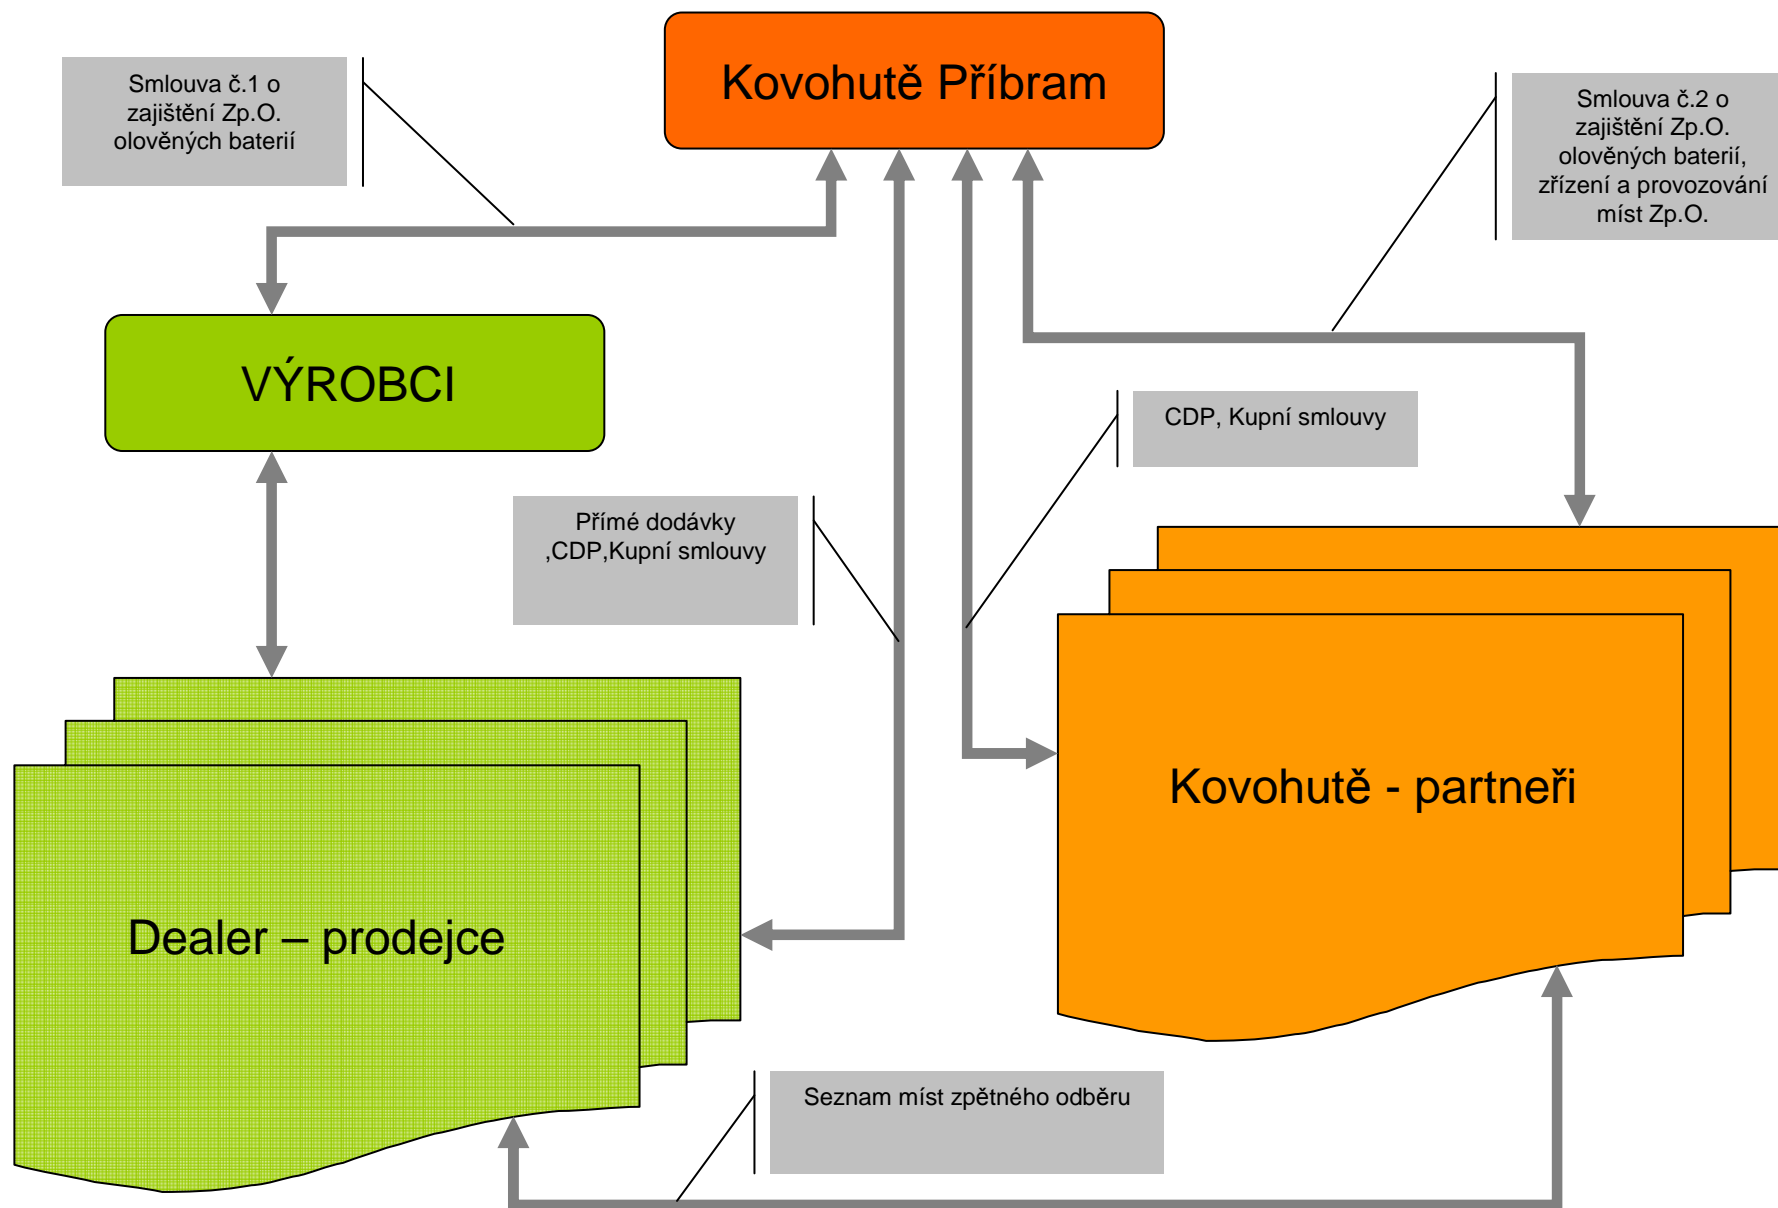 Kovohutě Příbram
Smlouva č.1 o
zajištění Zp.O.
olověných baterií
Smlouva č.2 o
zajištění Zp.O.
olověných baterií,
zřízení a provozování
míst Zp.O.
VÝROBCI
CDP, Kupní smlouvy
Přímé dodávky
,CDP,Kupní smlouvy
Kovohutě - partneři
Dealer – prodejce
Seznam míst zpětného odběru